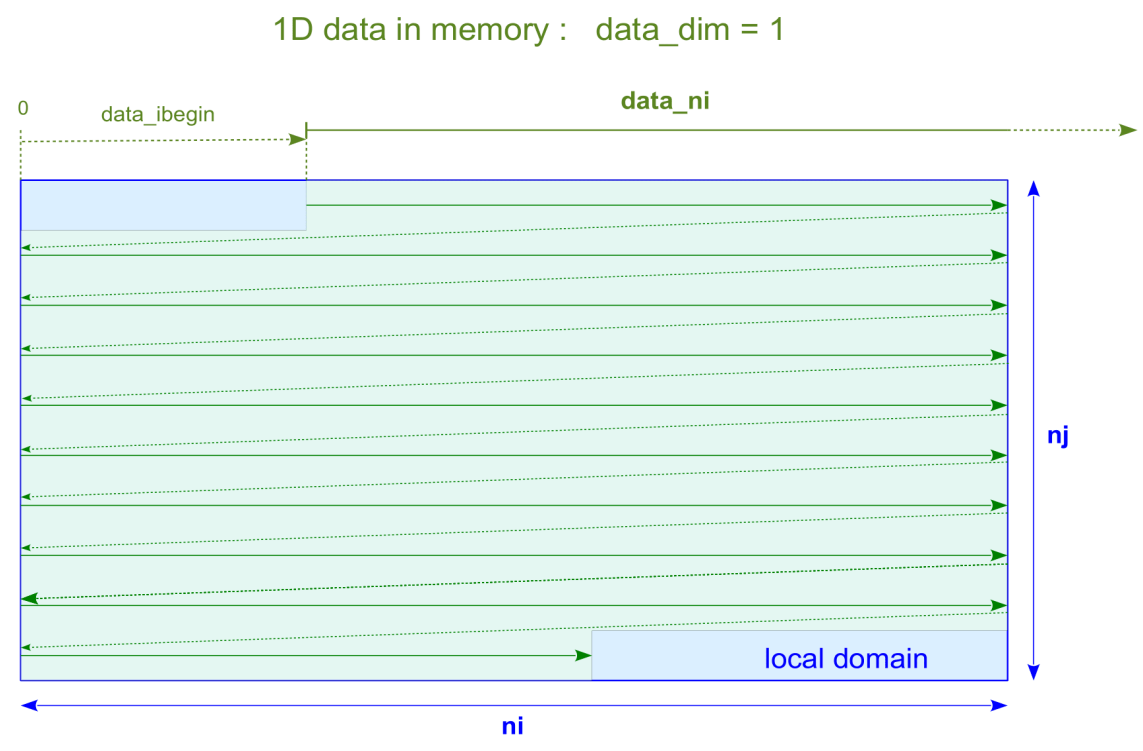 1D data in memory : data_dim = 1
0
data_ibegin
data_ni
nj
local domain
ni